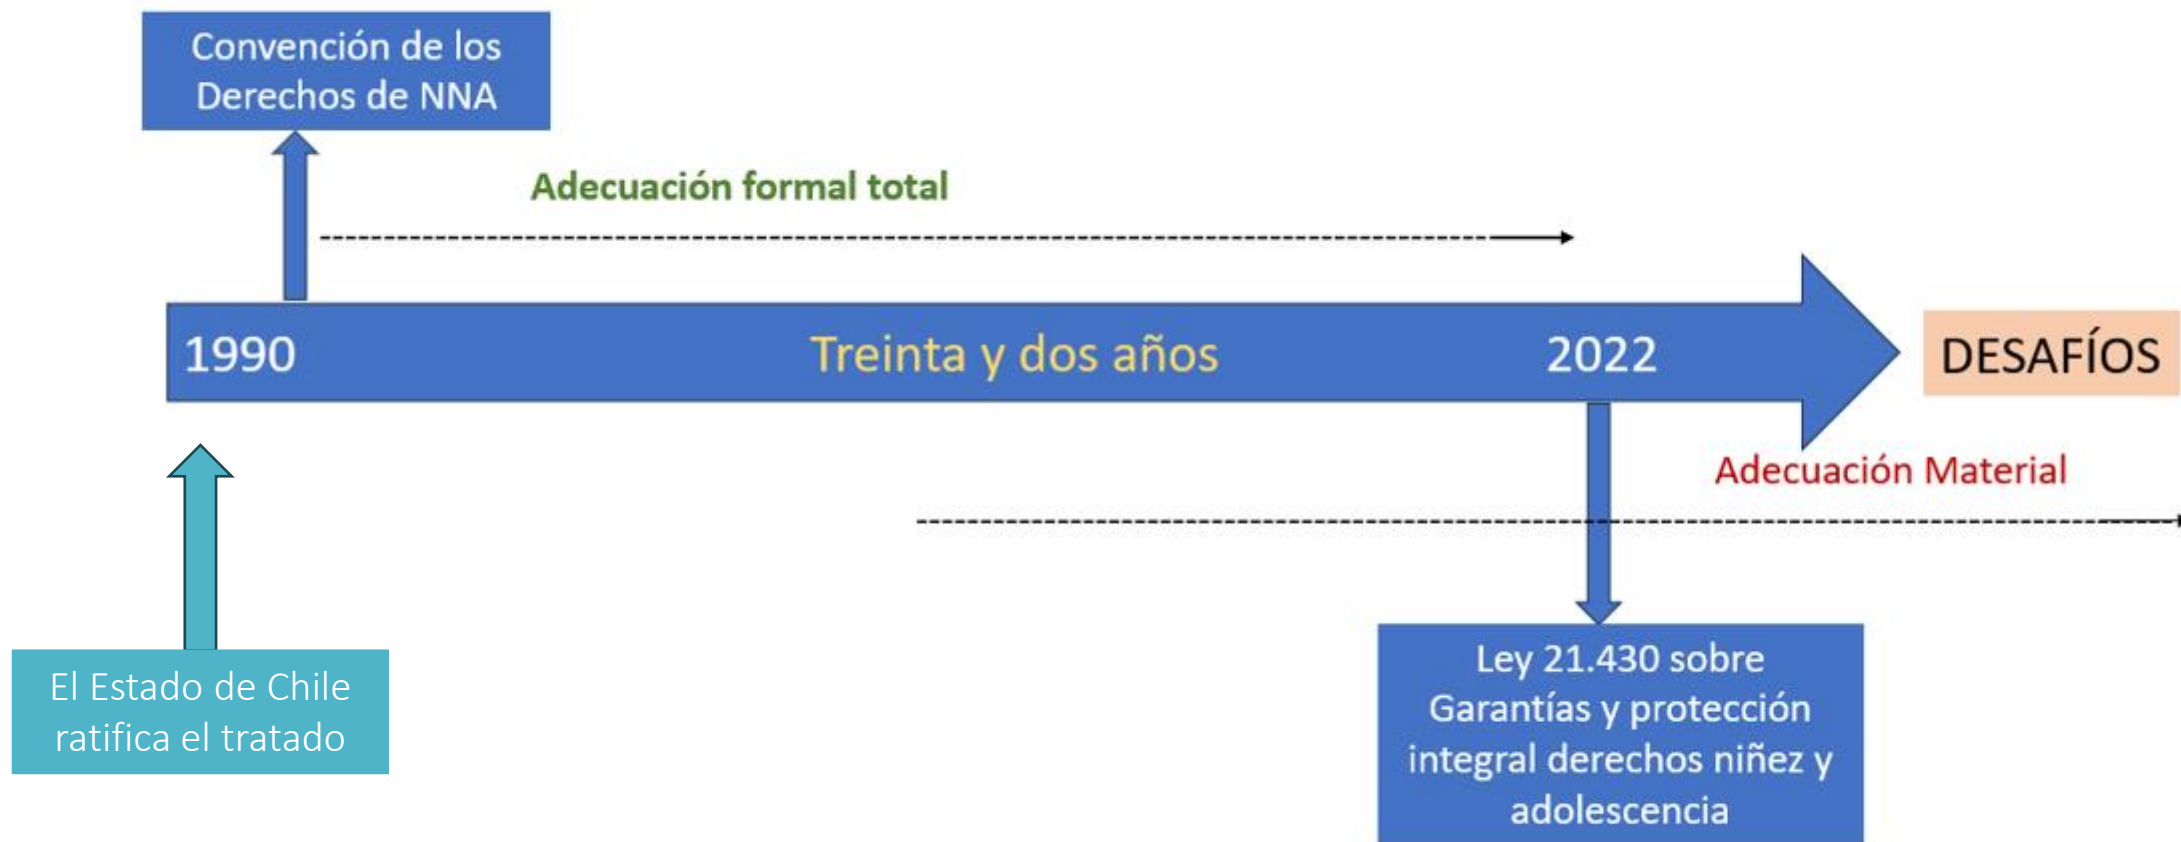 Convención de los
Derechos de NNA
Adecuación formal total
1990
Treinta y dos años
2022
DESAFÍOS
Adecuación Material
El Estado de Chile
ratifica el tratado
Ley 21.430 sobre
Garantías y protección
integral derechos niñez y
adolescencia